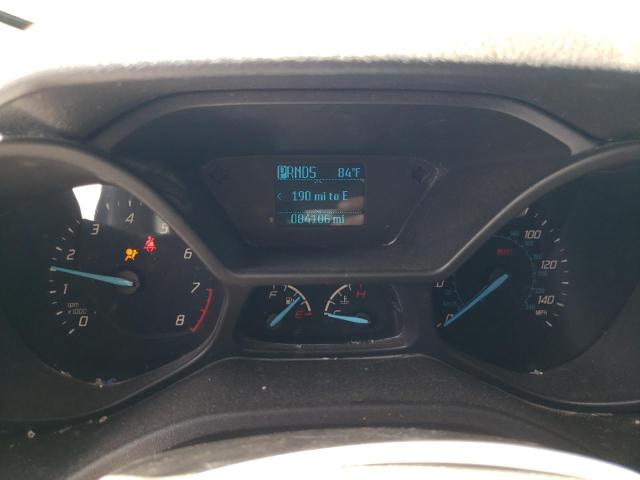 PRNDS 84°F
< 190 mi to E
084106 mi
0 1 2 3 4 5 6 7 8
rpm
x1000
F E
C H
0 100 120 140
MPH